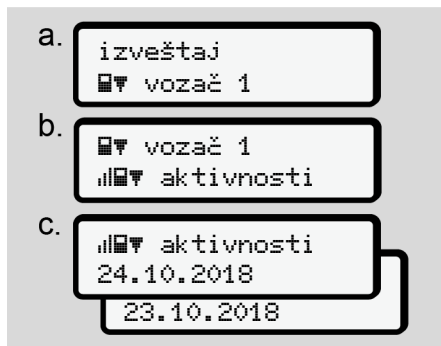 a.
izveštaj
vozač 1
b.
vozač 1
aktivnosti
c.
aktivnosti
24.10.2018
23.10.2018